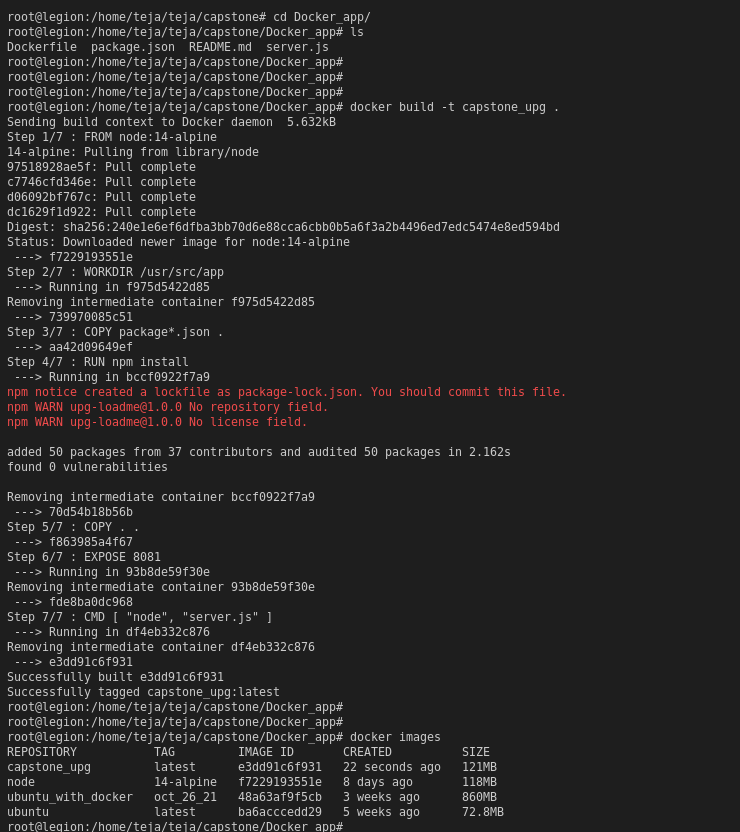 root@legion:/home/teja/teja/capstone# cd Docker_app/
root@legion:/home/teja/teja/capstone/Docker_app# ls
Dockerfile  package.json  README.md  server.js
root@legion:/home/teja/teja/capstone/Docker_app#
root@legion:/home/teja/teja/capstone/Docker_app#
root@legion:/home/teja/teja/capstone/Docker_app#
root@legion:/home/teja/teja/capstone/Docker_app# docker build -t capstone_upg .
Sending build context to Docker daemon  5.632kB
Step 1/7 : FROM node:14-alpine
14-alpine: Pulling from library/node
97518928ae5f: Pull complete
c7746cfd346e: Pull complete
d06092bf767c: Pull complete
dc1629f1d922: Pull complete
Digest: sha256:240e1e6ef6dfba3bb70d6e88cca6cbb0b5a6f3a2b4496ed7edc5474e8ed594bd
Status: Downloaded newer image for node:14-alpine
 ---> f7229193551e
Step 2/7 : WORKDIR /usr/src/app
 ---> Running in f975d5422d85
Removing intermediate container f975d5422d85
 ---> 739970085c51
Step 3/7 : COPY package*.json .
 ---> aa42d09649ef
Step 4/7 : RUN npm install
 ---> Running in bccf0922f7a9
npm notice created a lockfile as package-lock.json. You should commit this file.
npm WARN upg-loadme@1.0.0 No repository field.
npm WARN upg-loadme@1.0.0 No license field.
added 50 packages from 37 contributors and audited 50 packages in 2.162s
found 0 vulnerabilities
Removing intermediate container bccf0922f7a9
 ---> 70d54b18b56b
Step 5/7 : COPY . .
 ---> f863985a4f67
Step 6/7 : EXPOSE 8081
 ---> Running in 93b8de59f30e
Removing intermediate container 93b8de59f30e
 ---> fde8ba0dc968
Step 7/7 : CMD [ "node", "server.js" ]
 ---> Running in df4eb332c876
Removing intermediate container df4eb332c876
 ---> e3dd91c6f931
Successfully built e3dd91c6f931
Successfully tagged capstone_upg:latest
root@legion:/home/teja/teja/capstone/Docker_app#
root@legion:/home/teja/teja/capstone/Docker_app#
root@legion:/home/teja/teja/capstone/Docker_app# docker images
REPOSITORY           TAG         IMAGE ID       CREATED          SIZE
capstone_upg         latest      e3dd91c6f931   22 seconds ago   121MB
node                 14-alpine   f7229193551e   8 days ago       118MB
ubuntu_with_docker   oct_26_21   48a63af9f5cb   3 weeks ago      860MB
ubuntu               latest      ba6acccedd29   5 weeks ago      72.8MB
root@legion:/home/teja/teja/capstone/Docker_app#